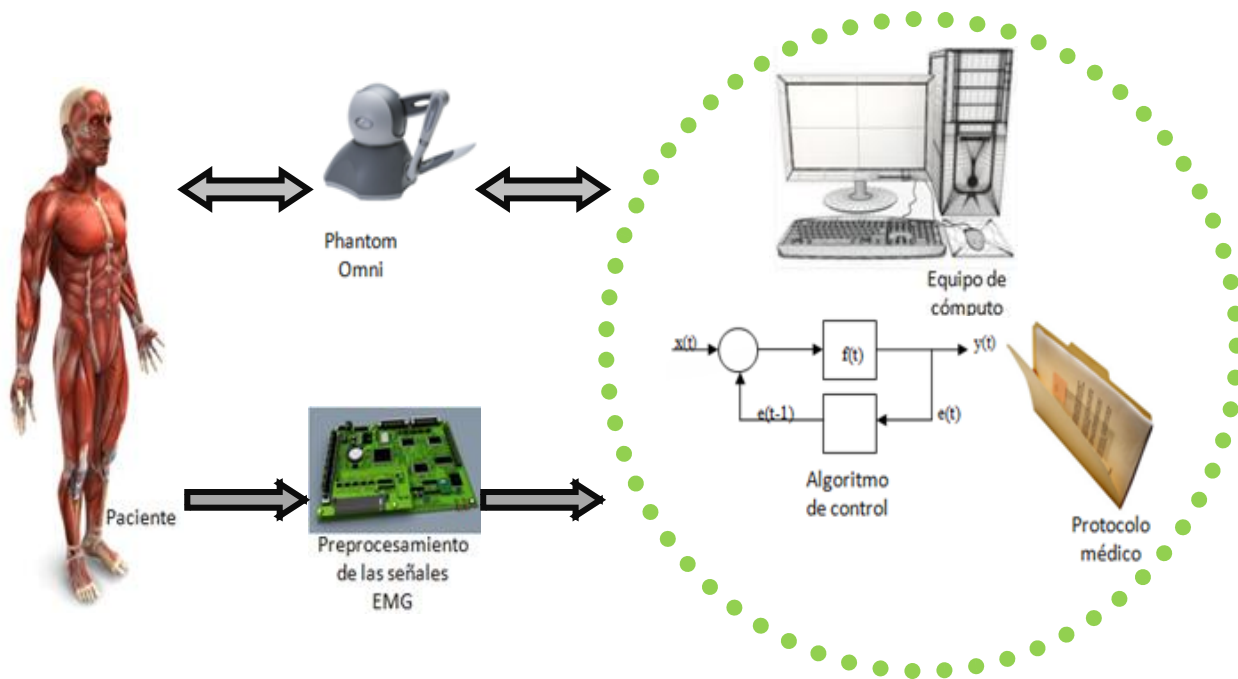 Phantom
Omni
Equipo de
cómputo
x(t)
f(t)
y(t)
e(t-1)
e(t)
Algoritmo
de control
Paciente
Preprocesamiento
de las señales
EMG
Protocolo
médico